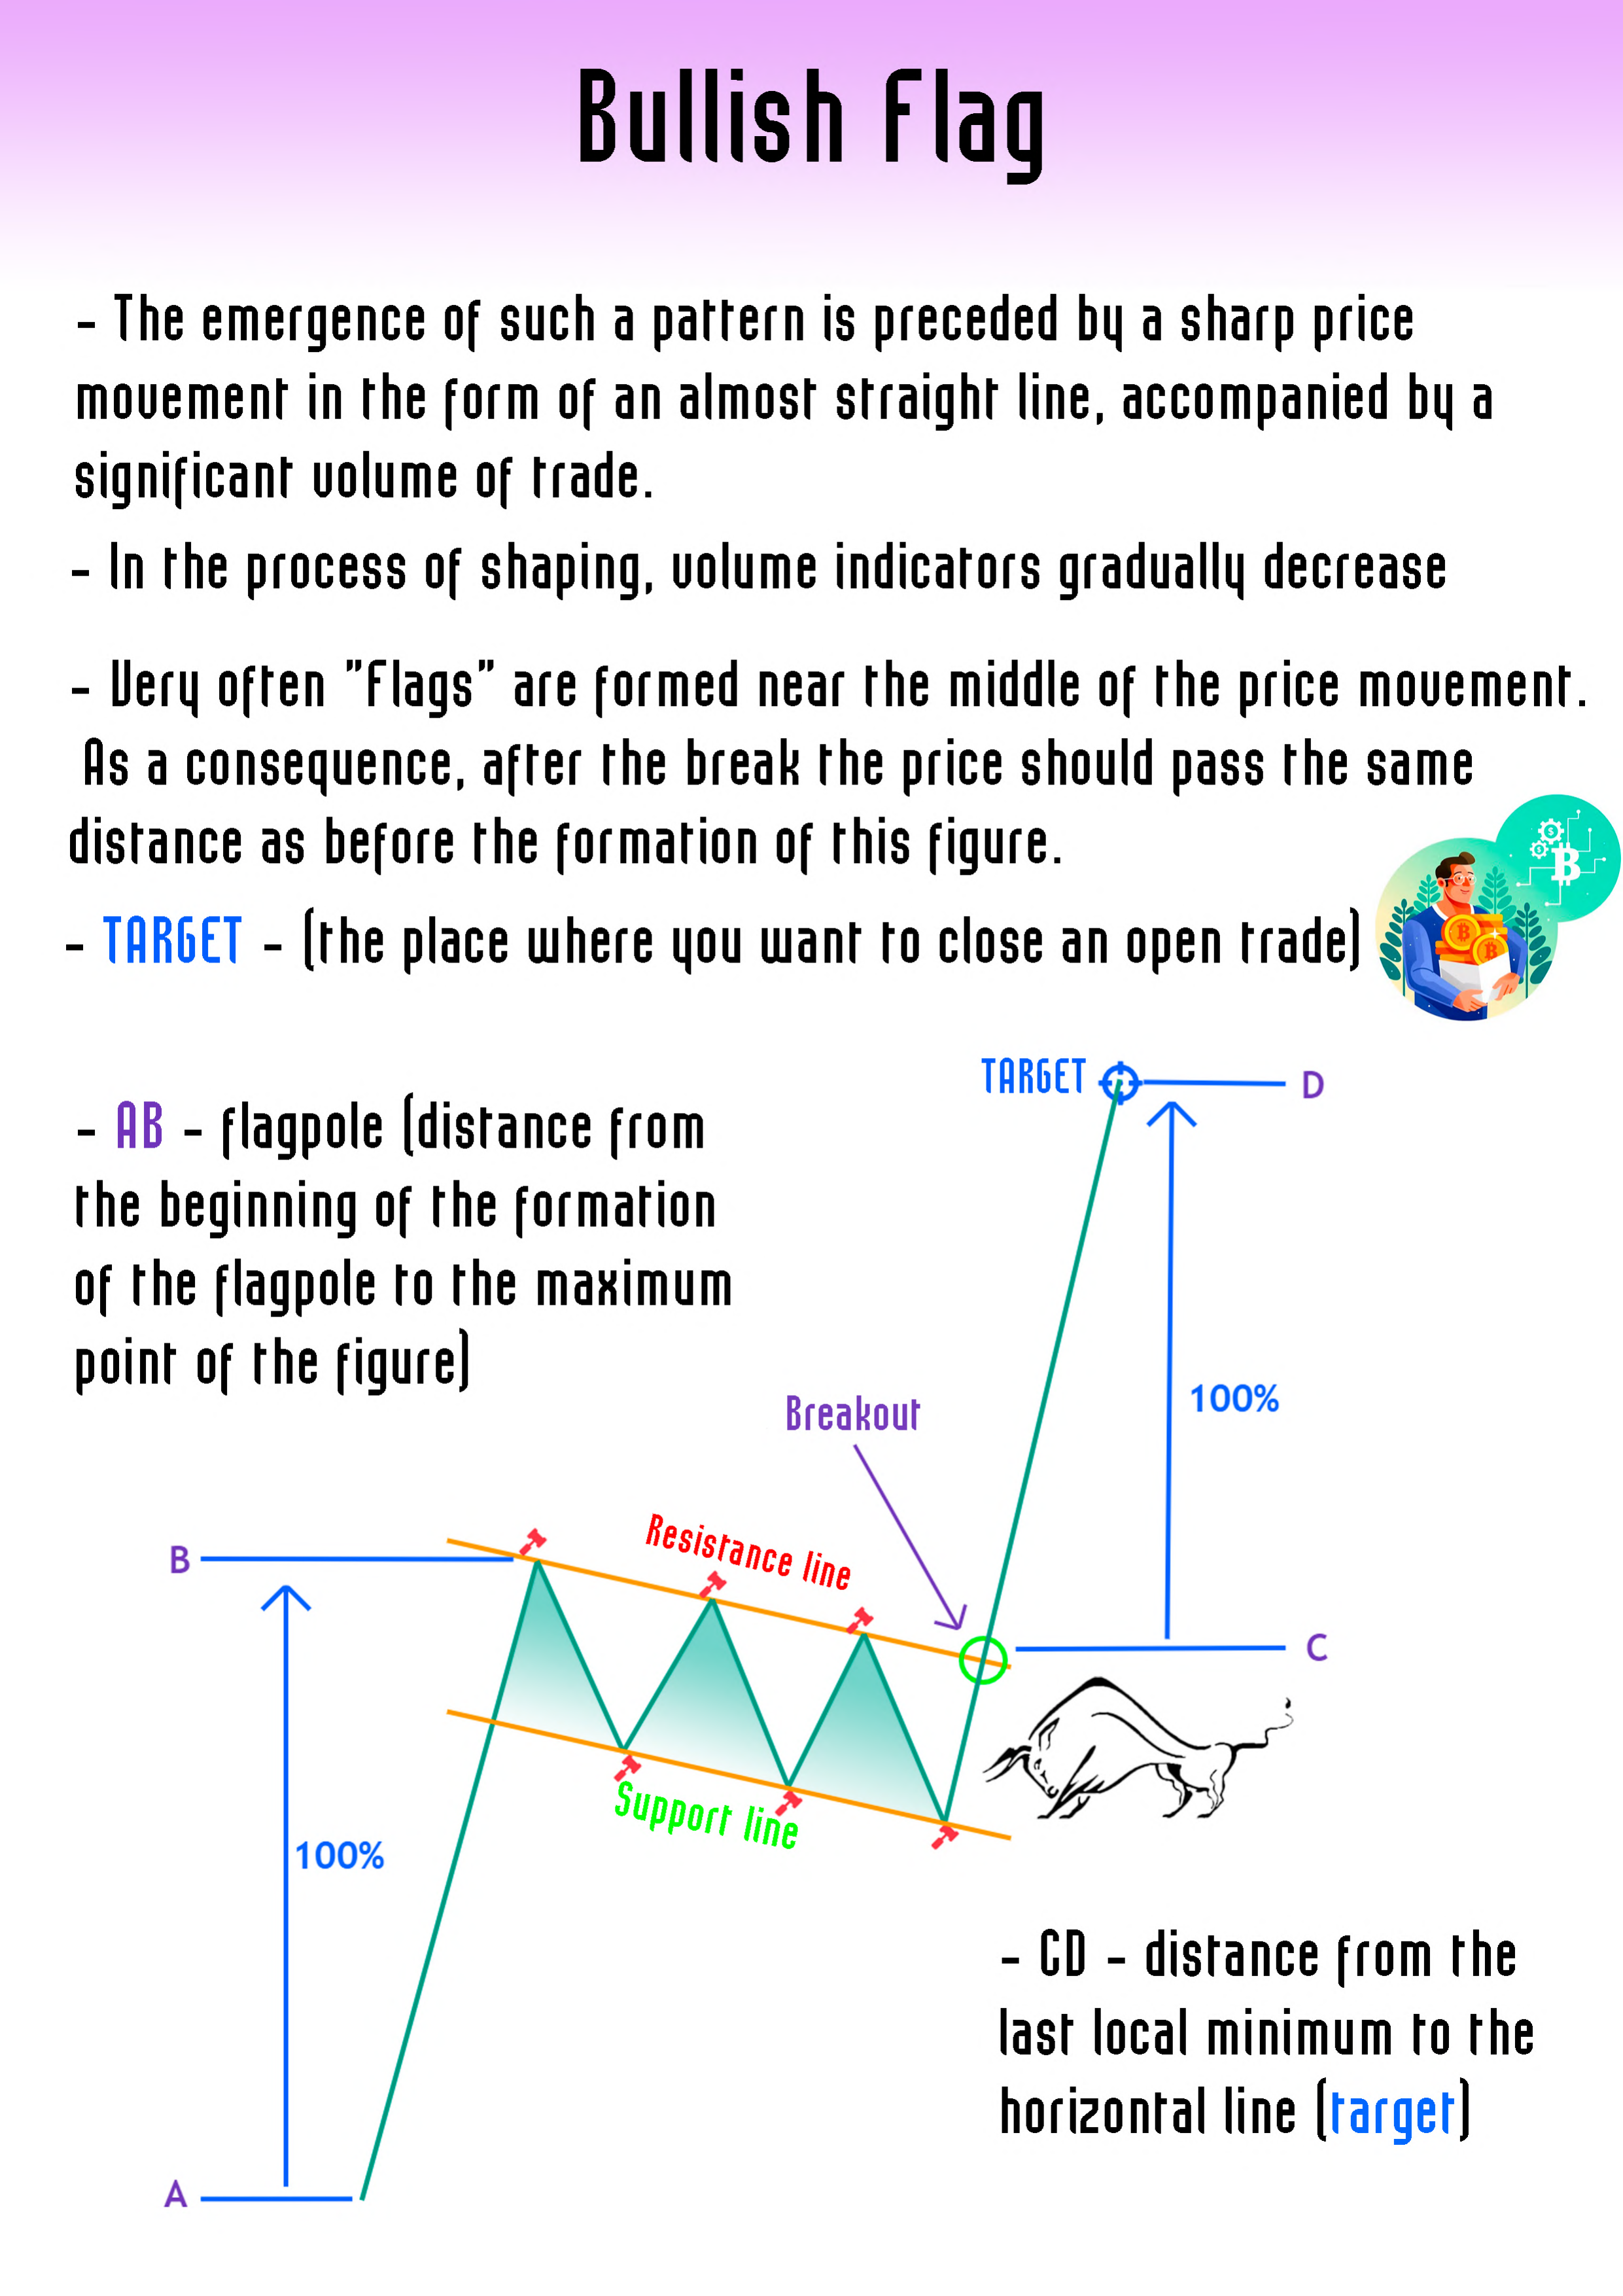 Bullish Flag
- The emergence of such a pattern is preceded by a sharp price
movement in the form of an almost straight line, accompanied by a
significant volume of trade.
- In the process of shaping, volume indicators gradually decrease
- Very often "Flags" are formed near the middle of the price movement.
As a consequence, after the break the price should pass the same
distance as before the formation of this figure.
- TARGET - (the place where you want to close an open trade)
TARGET
D
- AB - flagpole (distance from
the beginning of the formation
of the flagpole to the maximum
point of the figure)
100%
Breakout
Resistance line
B
C
Support line
100%
- CD - distance from the
last local minimum to the
horizontal line (target)
A